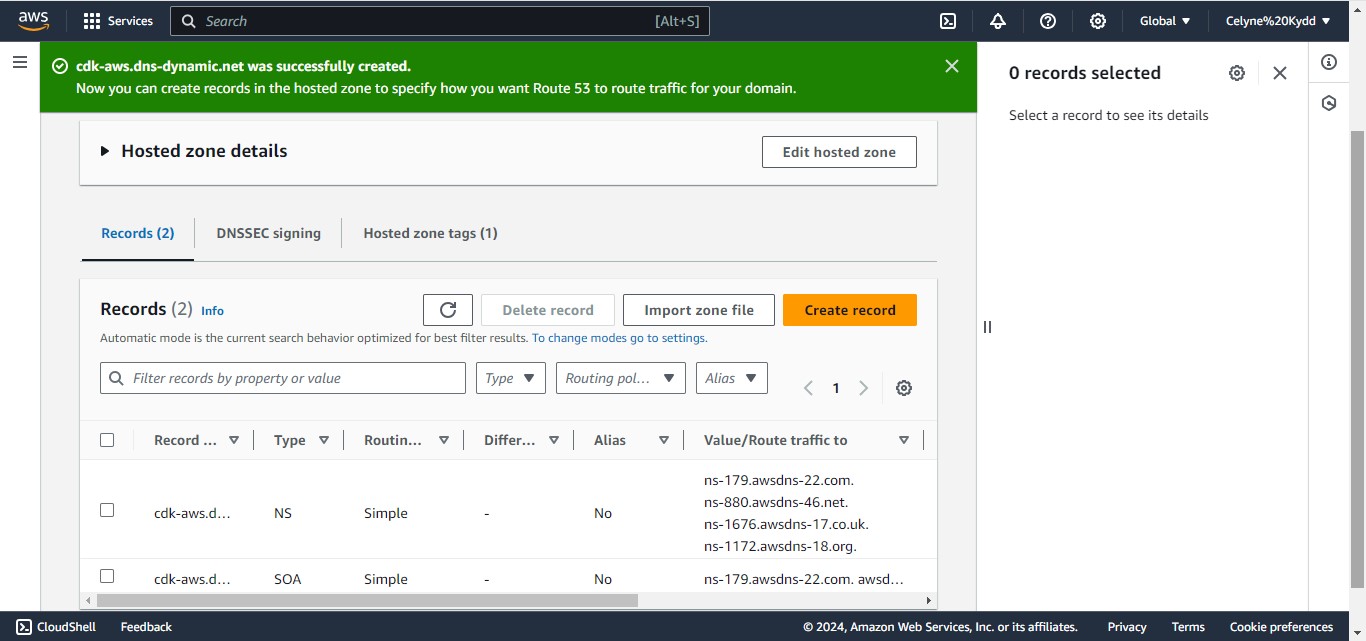 aws
Services
Search
[Alt+S]
Global
Celyne%20Kydd
cdk-aws.dns-dynamic.net was successfully created.
Now you can create records in the hosted zone to specify how you want Route 53 to route traffic for your domain.
0 records selected
Select a record to see its details
Hosted zone details
Edit hosted zone
Records (2)
DNSSEC signing
Hosted zone tags (1)
Records (2) Info
Delete record
Import zone file
Create record
Automatic mode is the current search behavior optimized for best filter results. To change modes go to settings.
Filter records by property or value
Type
Routing pol...
Alias
1
Record ...
Type
Routin...
Differ...
Alias
Value/Route traffic to
cdk-aws.d...
NS
Simple
-
No
ns-179.awsdns-22.com.
ns-880.awsdns-46.net.
ns-1676.awsdns-17.co.uk.
ns-1172.awsdns-18.org.
cdk-aws.d...
SOA
Simple
-
No
ns-179.awsdns-22.com. awsd...
CloudShell
Feedback
© 2024, Amazon Web Services, Inc. or its affiliates.
Privacy
Terms
Cookie preferences